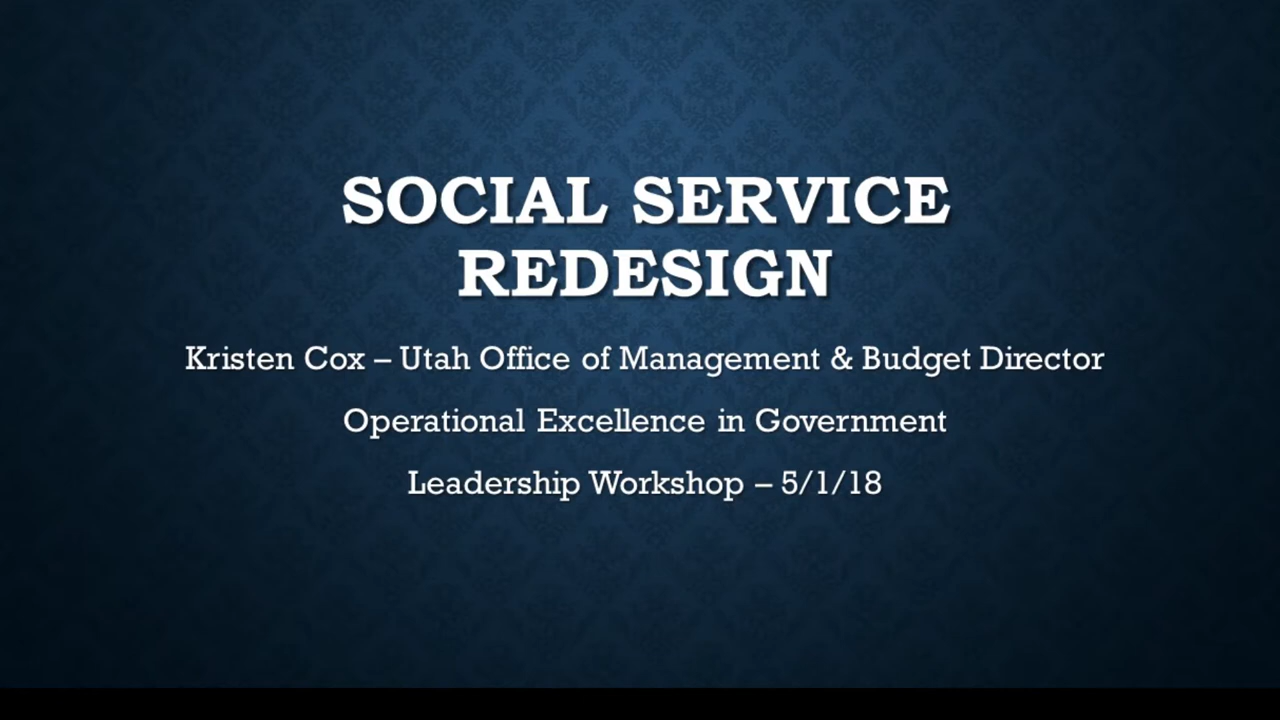 SOCIAL SERVICE
REDESIGN
Kristen Cox – Utah Office of Management & Budget Director
Operational Excellence in Government
Leadership Workshop – 5/1/18